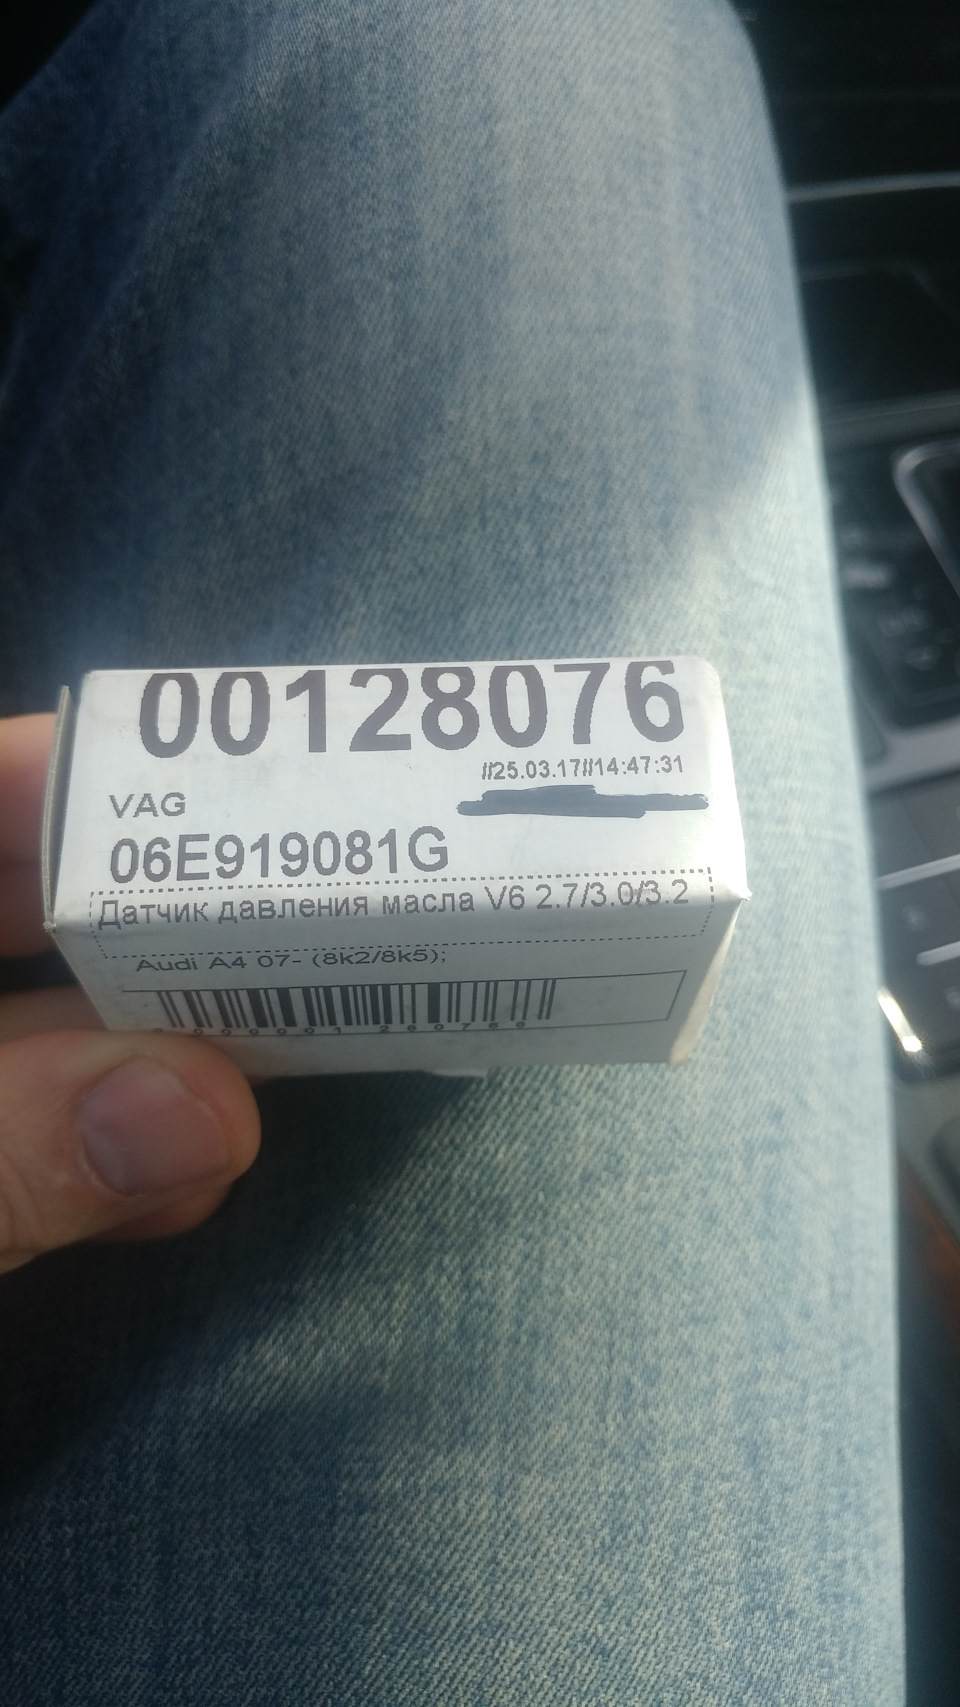 00128076
//25.03.17//14:47:31
VAG
06E919081G
Датчик давления масла V6 2.7/3.0/3.2
Audi A4 07- (8k2/8k5);